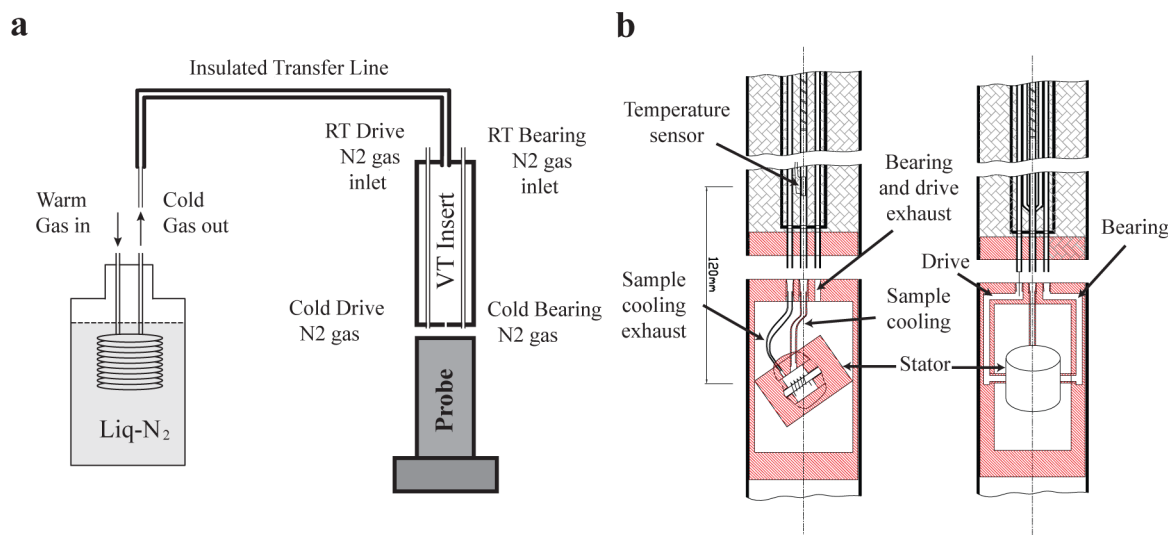 a
Insulated Transfer Line
RT Drive
N2 gas
inlet
RT Bearing
N2 gas
inlet
Warm
Gas in
Cold
Gas out
VT Insert
Cold Drive
N2 gas
Cold Bearing
N2 gas
Liq-N₂
Probe
b
Temperature
sensor
Bearing
and drive
exhaust
120mm
Sample
cooling
exhaust
Sample
cooling
Stator
Drive
Bearing